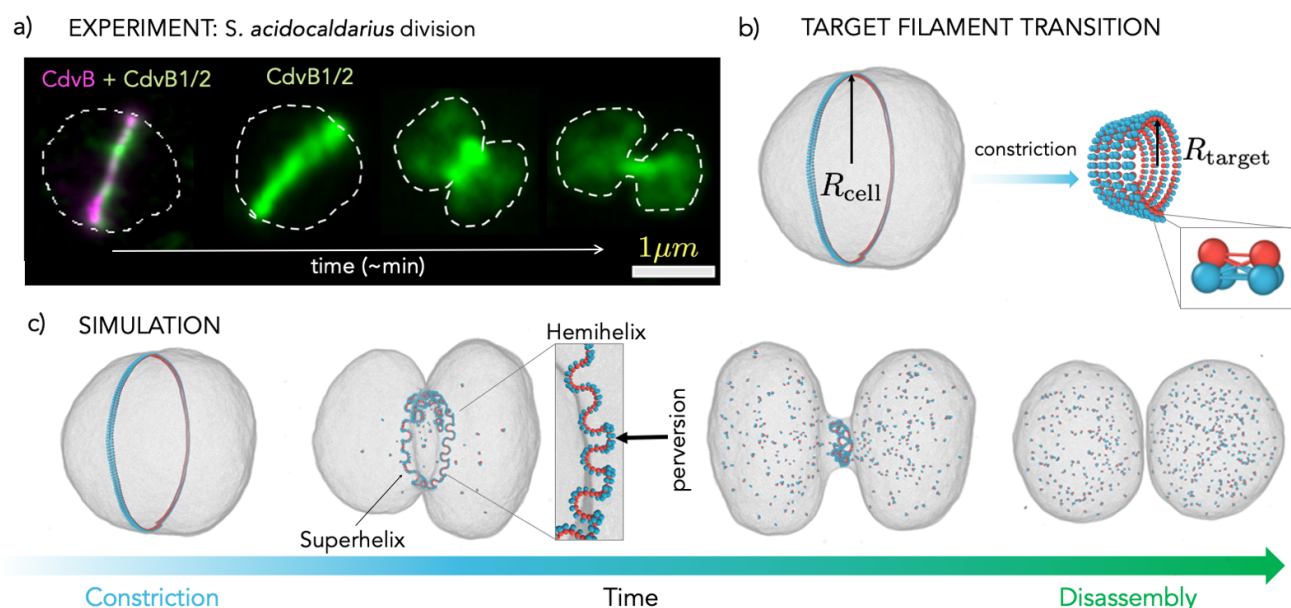 a) EXPERIMENT: S. acidocaldarius division
CdvB + CdvB1/2
CdvB1/2
time (~min)
1μm
b) TARGET FILAMENT TRANSITION
R_cell
constriction
R_target
c) SIMULATION
Hemihelix
perversion
Superhelix
Constriction
Time
Disassembly